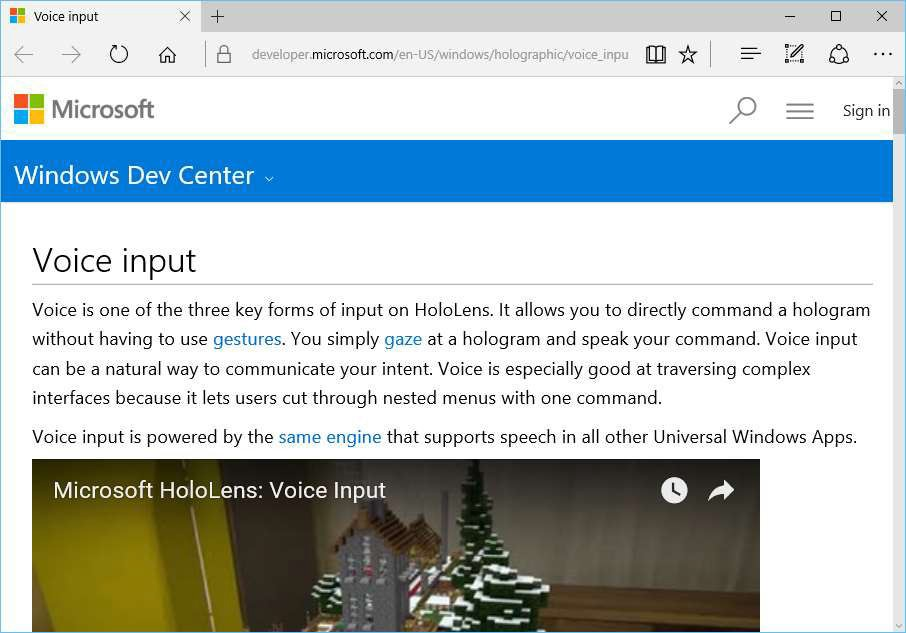 Voice input
developer.microsoft.com/en-US/windows/holographic/voice_inpu
Microsoft
Sign in
Windows Dev Center
Voice input
Voice is one of the three key forms of input on HoloLens. It allows you to directly command a hologram
without having to use gestures. You simply gaze at a hologram and speak your command. Voice input
can be a natural way to communicate your intent. Voice is especially good at traversing complex
interfaces because it lets users cut through nested menus with one command.
Voice input is powered by the same engine that supports speech in all other Universal Windows Apps.
Microsoft HoloLens: Voice Input